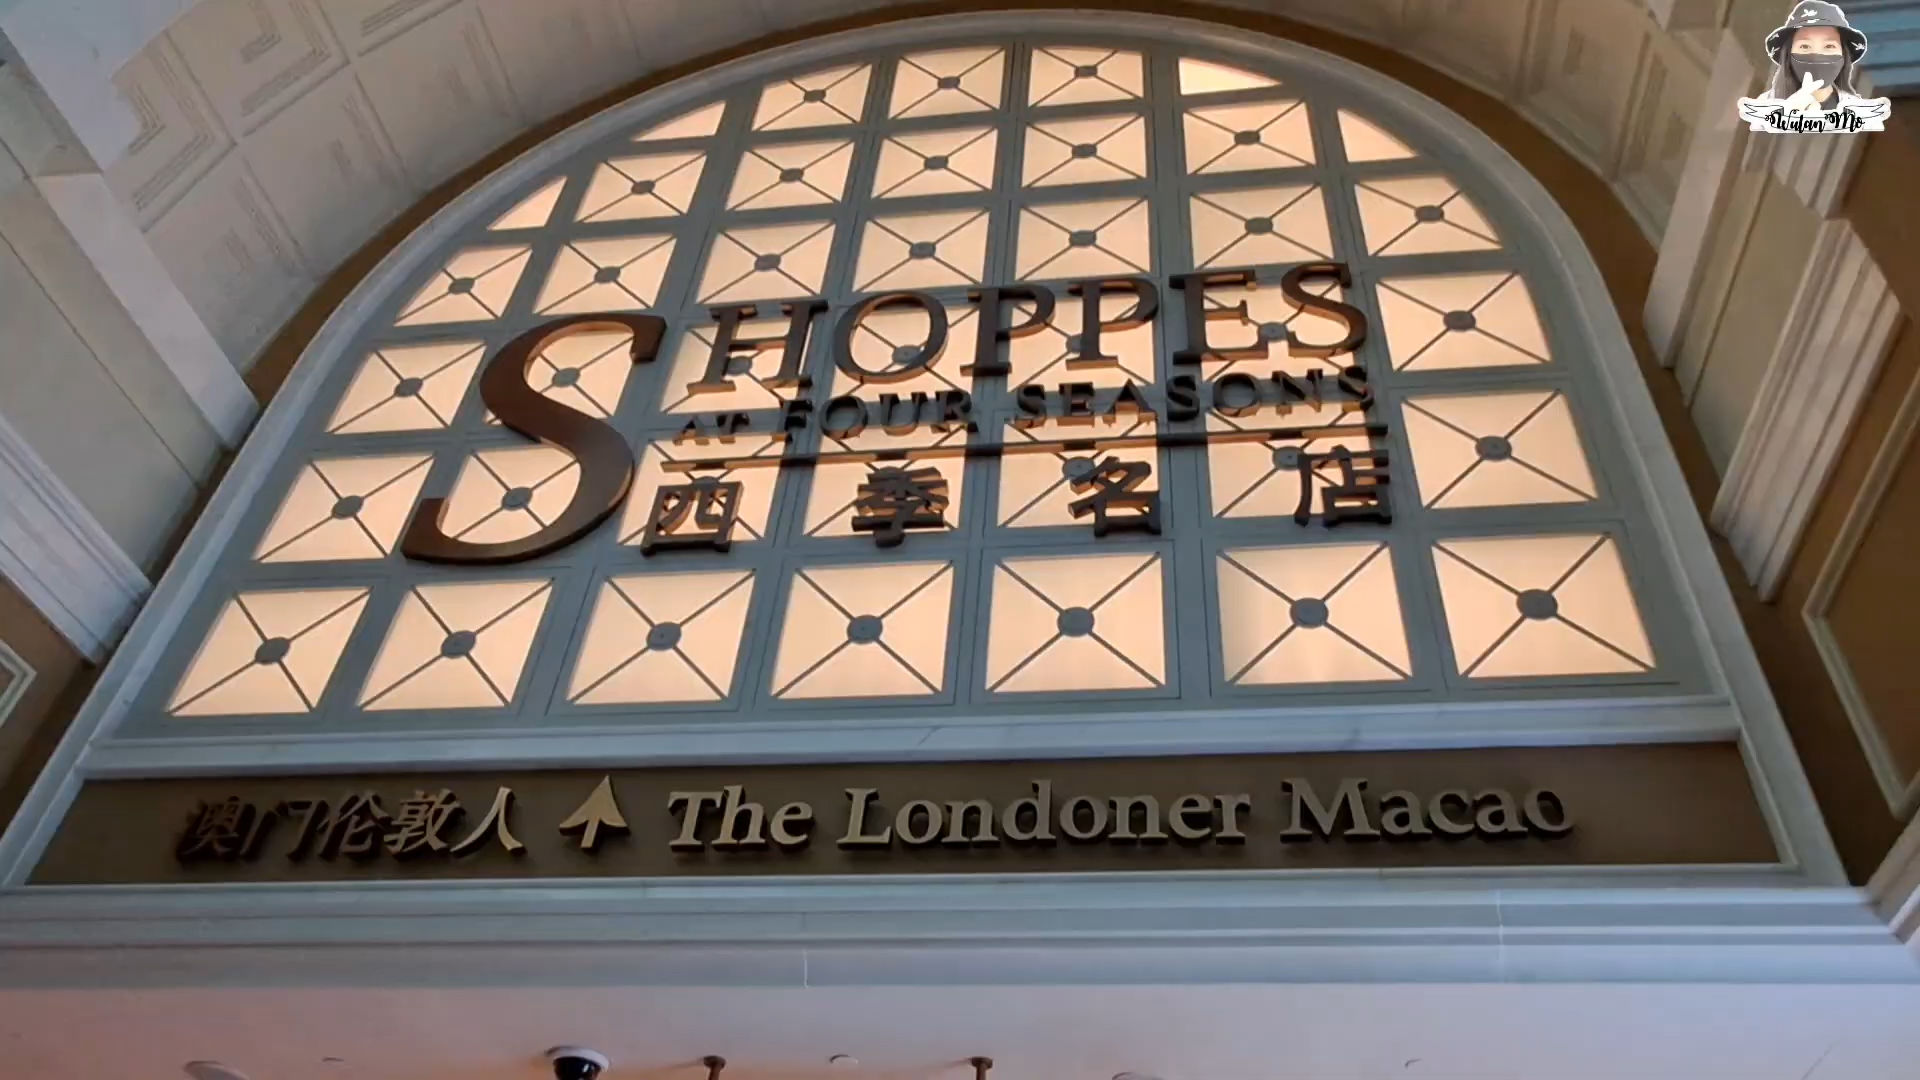 SHOPPES
AT FOUR SEASONS
四季名店
澳门伦敦人 The Londoner Macao
Wulan Mo